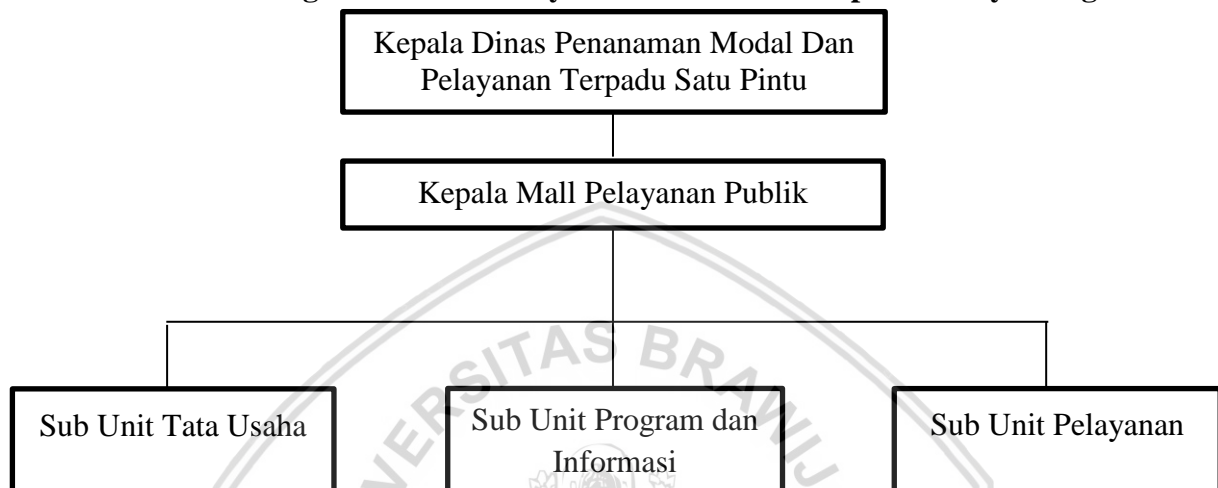 Kepala Dinas Penanaman Modal Dan
Pelayanan Terpadu Satu Pintu
Kepala Mall Pelayanan Publik
Sub Unit Tata Usaha
Sub Unit Program dan
Informasi
Sub Unit Pelayanan